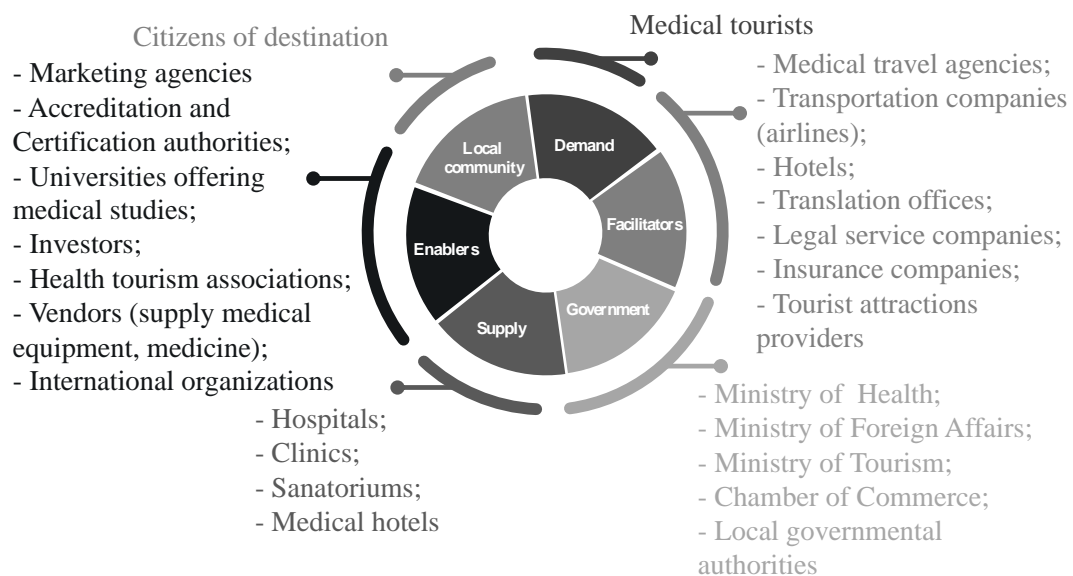 Medical tourists
Citizens of destination
- Marketing agencies
- Accreditation and
Certification authorities;
- Universities offering
medical studies;
- Investors;
- Health tourism associations;
- Vendors (supply medical
equipment, medicine);
- International organizations
Local
community
Demand
Facilitators
Enablers
Government
Supply
- Medical travel agencies;
- Transportation companies
(airlines);
- Hotels;
- Translation offices;
- Legal service companies;
- Insurance companies;
- Tourist attractions
providers
- Hospitals;
- Clinics;
- Sanatoriums;
- Medical hotels
- Ministry of Health;
- Ministry of Foreign Affairs;
- Ministry of Tourism;
- Chamber of Commerce;
- Local governmental
authorities